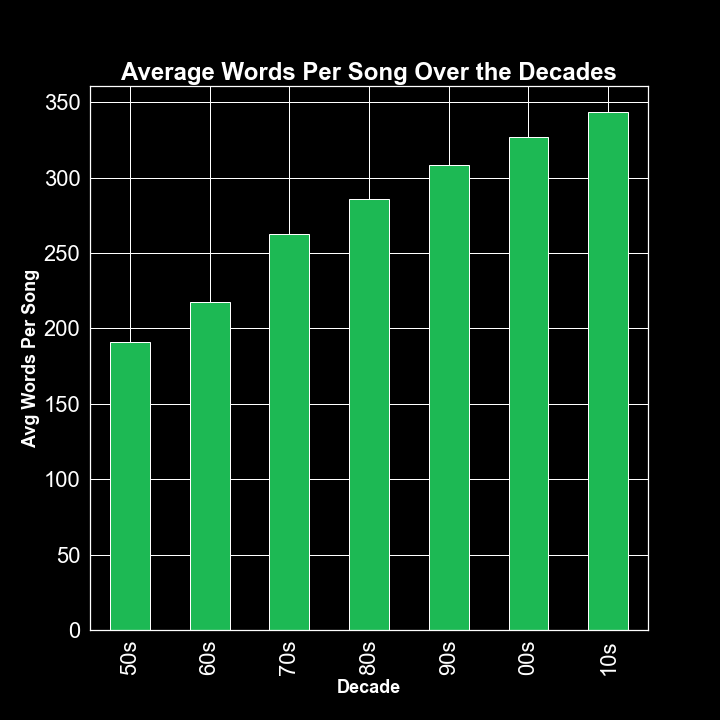 Average Words Per Song Over the Decades
350
300
250
200
150
100
50
0
Avg Words Per Song
50s
60s
70s
80s
90s
00s
10s
Decade